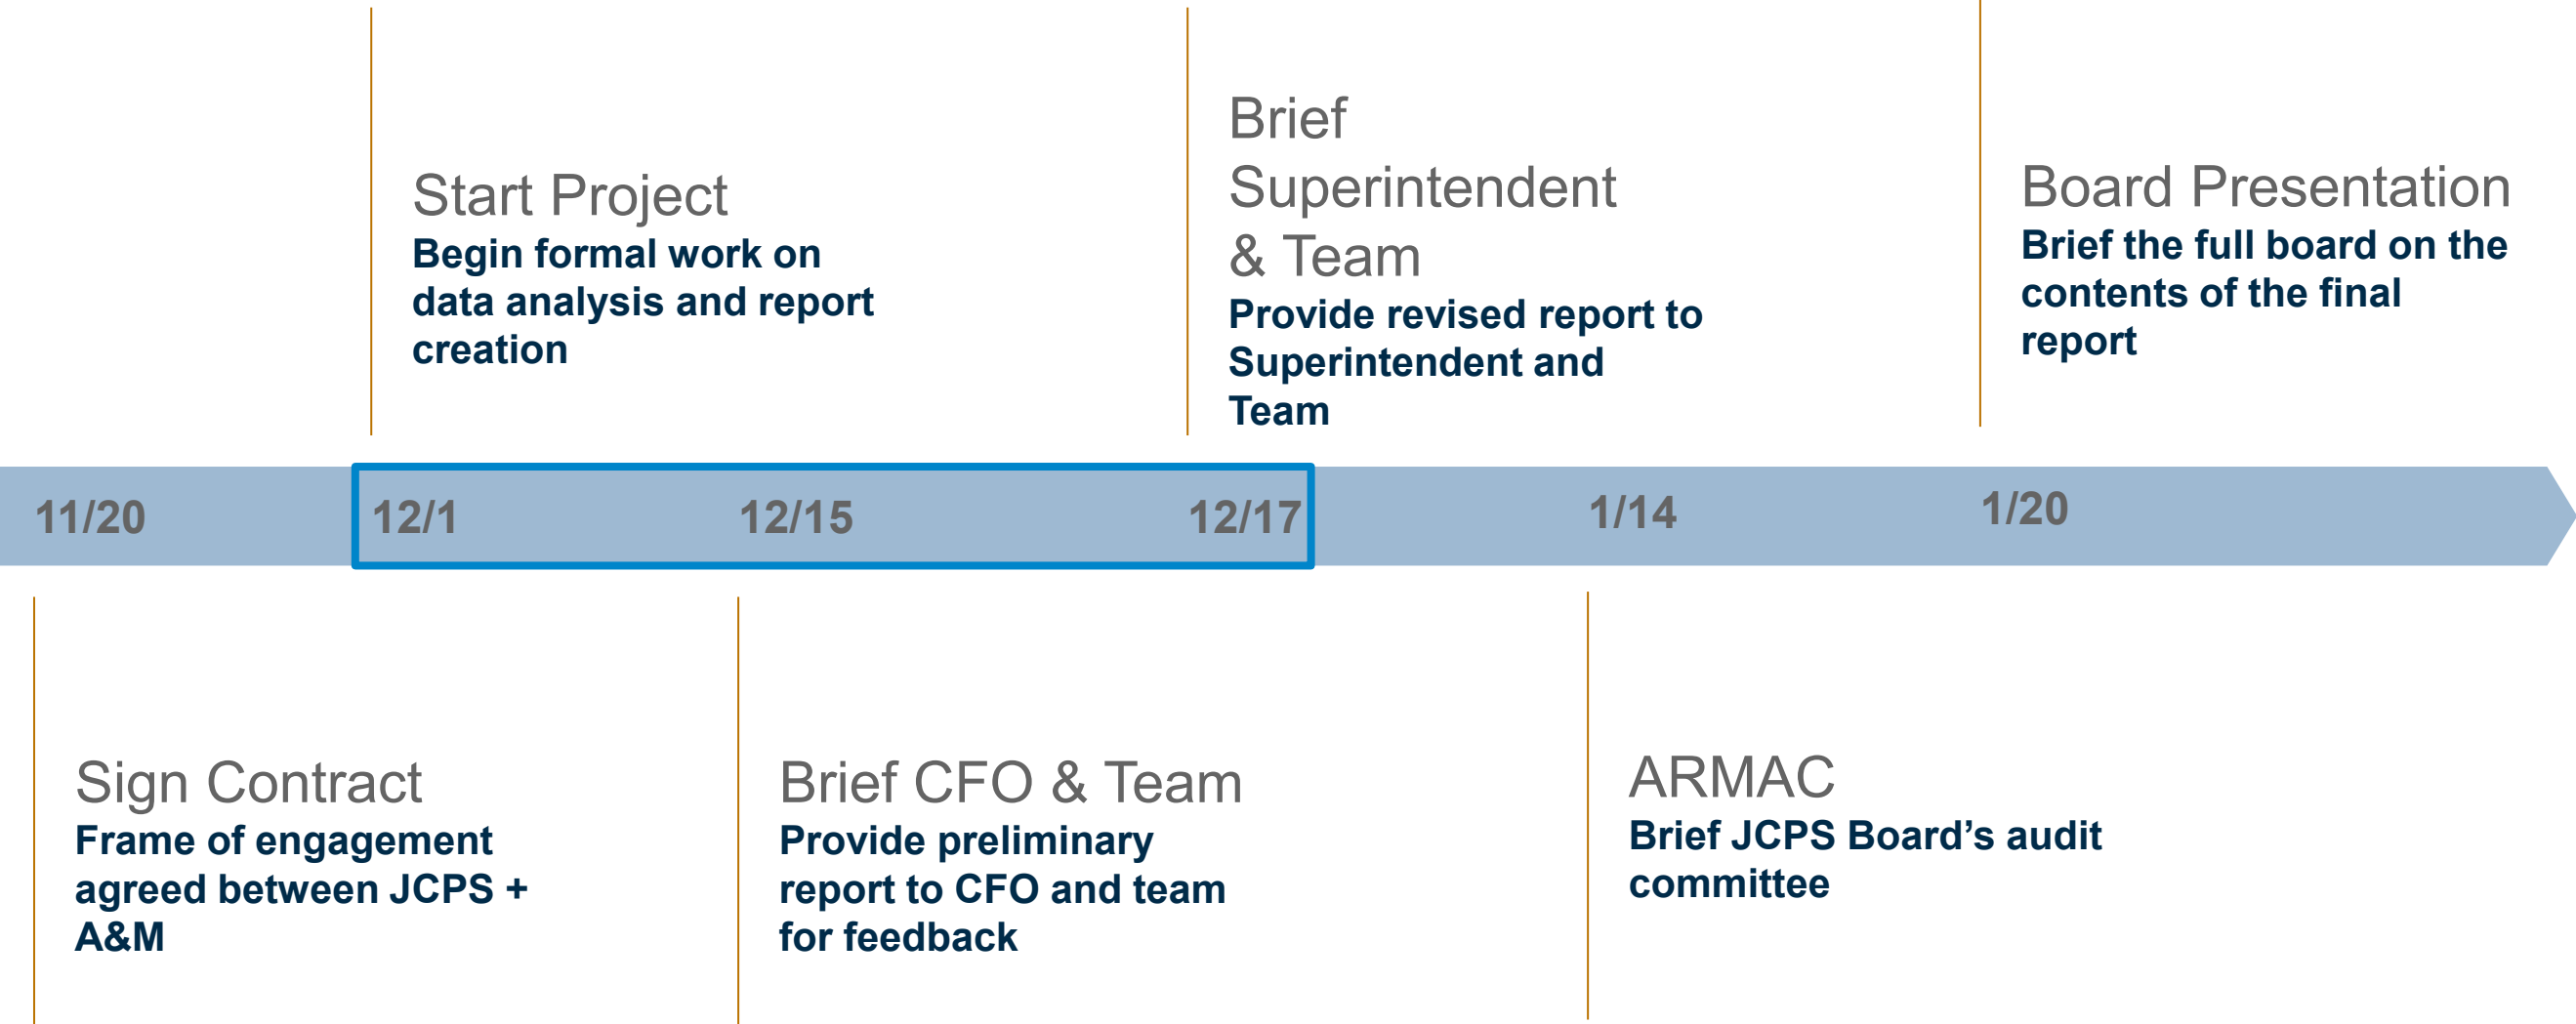 Start Project
Begin formal work on
data analysis and report
creation
Brief
Superintendent
& Team
Provide revised report to
Superintendent and
Team
Board Presentation
Brief the full board on the
contents of the final
report
11/20
12/1
12/15
12/17
1/14
1/20
Sign Contract
Frame of engagement
agreed between JCPS +
A&M
Brief CFO & Team
Provide preliminary
report to CFO and team
for feedback
ARMAC
Brief JCPS Board’s audit
committee